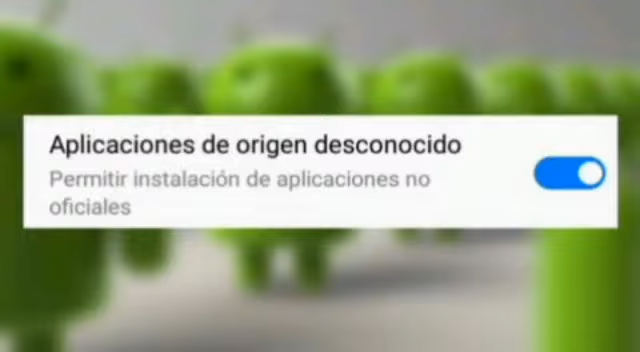 Aplicaciones de origen desconocido
Permitir instalación de aplicaciones no
oficiales